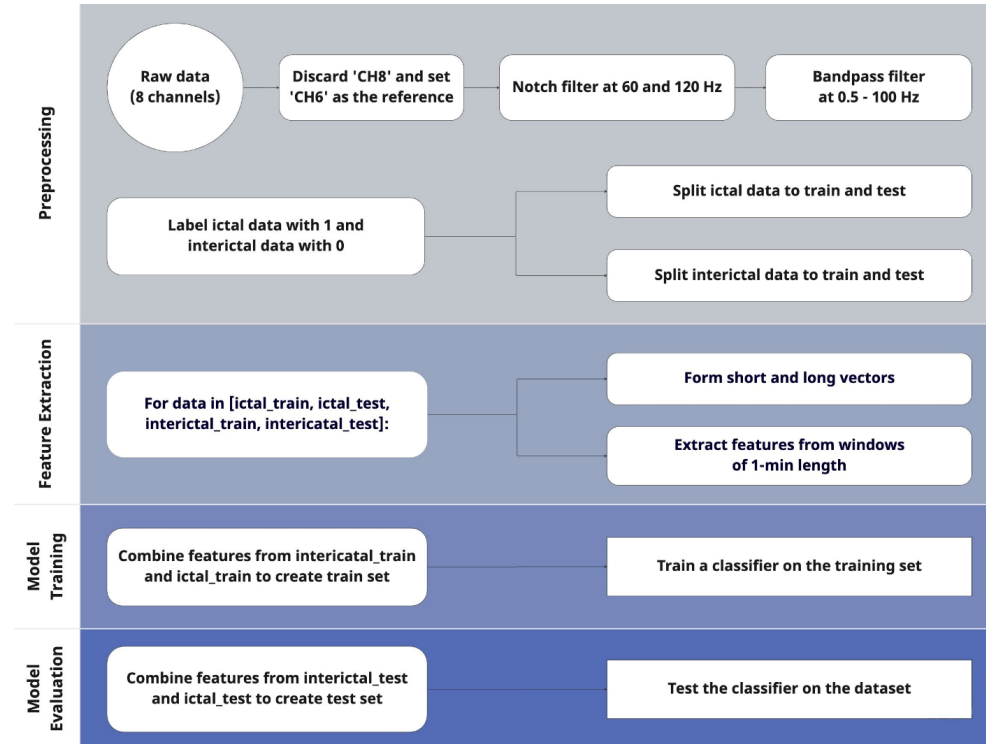 Preprocessing
Raw data
(8 channels)
Discard 'CH8' and set
'CH6' as the reference
Notch filter at 60 and 120 Hz
Bandpass filter
at 0.5 - 100 Hz
Label ictal data with 1 and
interictal data with 0
Split ictal data to train and test
Split interictal data to train and test
Feature Extraction
For data in [ictal_train, ictal_test,
interictal_train, intericatal_test]:
Form short and long vectors
Extract features from windows
of 1-min length
Model
Training
Combine features from intericatal_train
and ictal_train to create train set
Train a classifier on the training set
Model
Evaluation
Combine features from interictal_test
and ictal_test to create test set
Test the classifier on the dataset